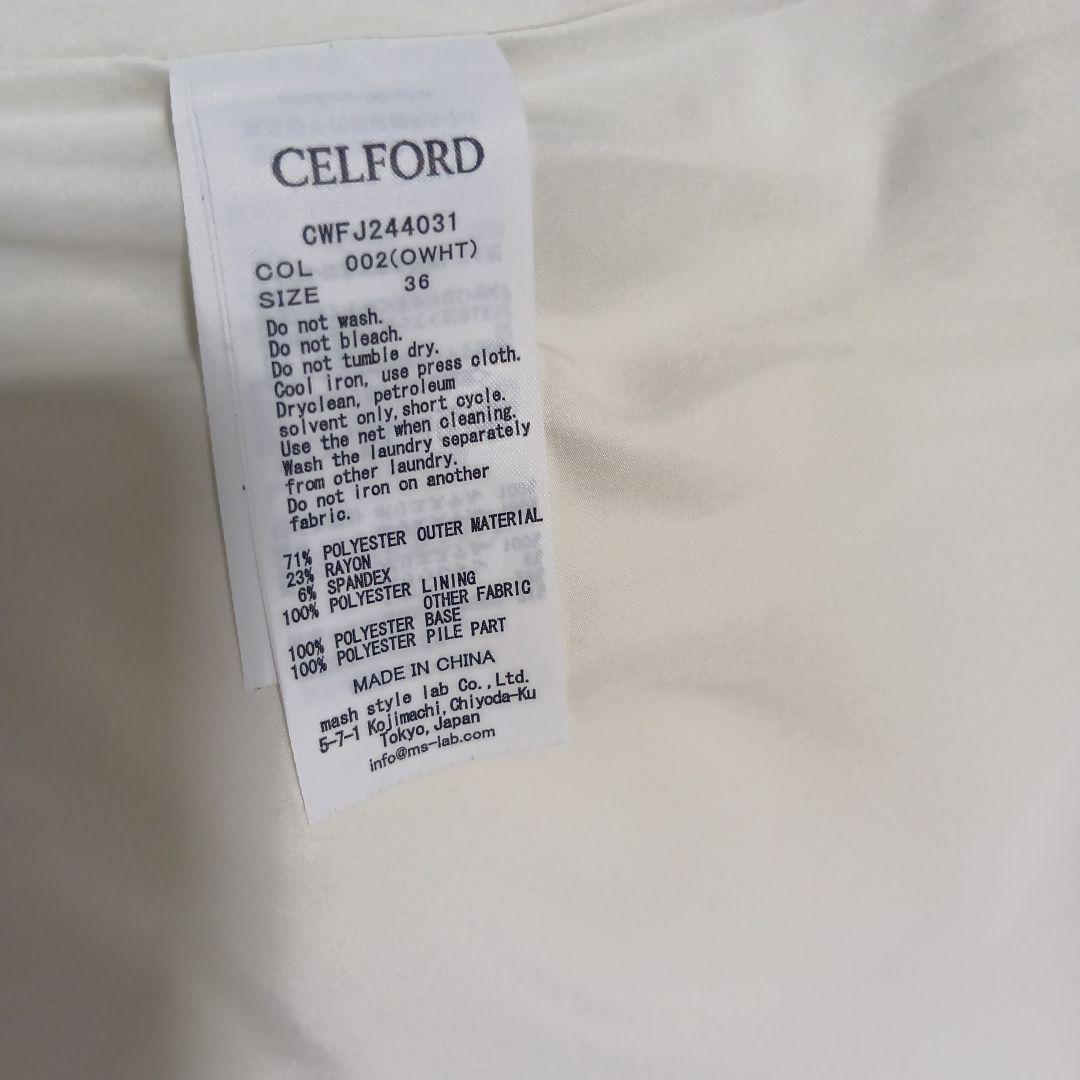 CELFORD
CWFJ244031
COL 002(OWHT)
SIZE 36
Do not wash.
Do not bleach.
Do not tumble dry.
Cool iron, use press cloth.
Dryclean, petroleum
solvent only, short cycle.
Use the net when cleaning.
Wash the laundry separately
from other laundry.
Do not iron on another
fabric.
71% POLYESTER OUTER MATERIAL
23% RAYON
6% SPANDEX
100% POLYESTER LINING
OTHER FABRIC
100% POLYESTER BASE
100% POLYESTER PILE PART
MADE IN CHINA
mash style lab Co.,Ltd.
5-7-1 Kojimachi,Chiyoda-Ku
Tokyo,Japan
info@ms-lab.com